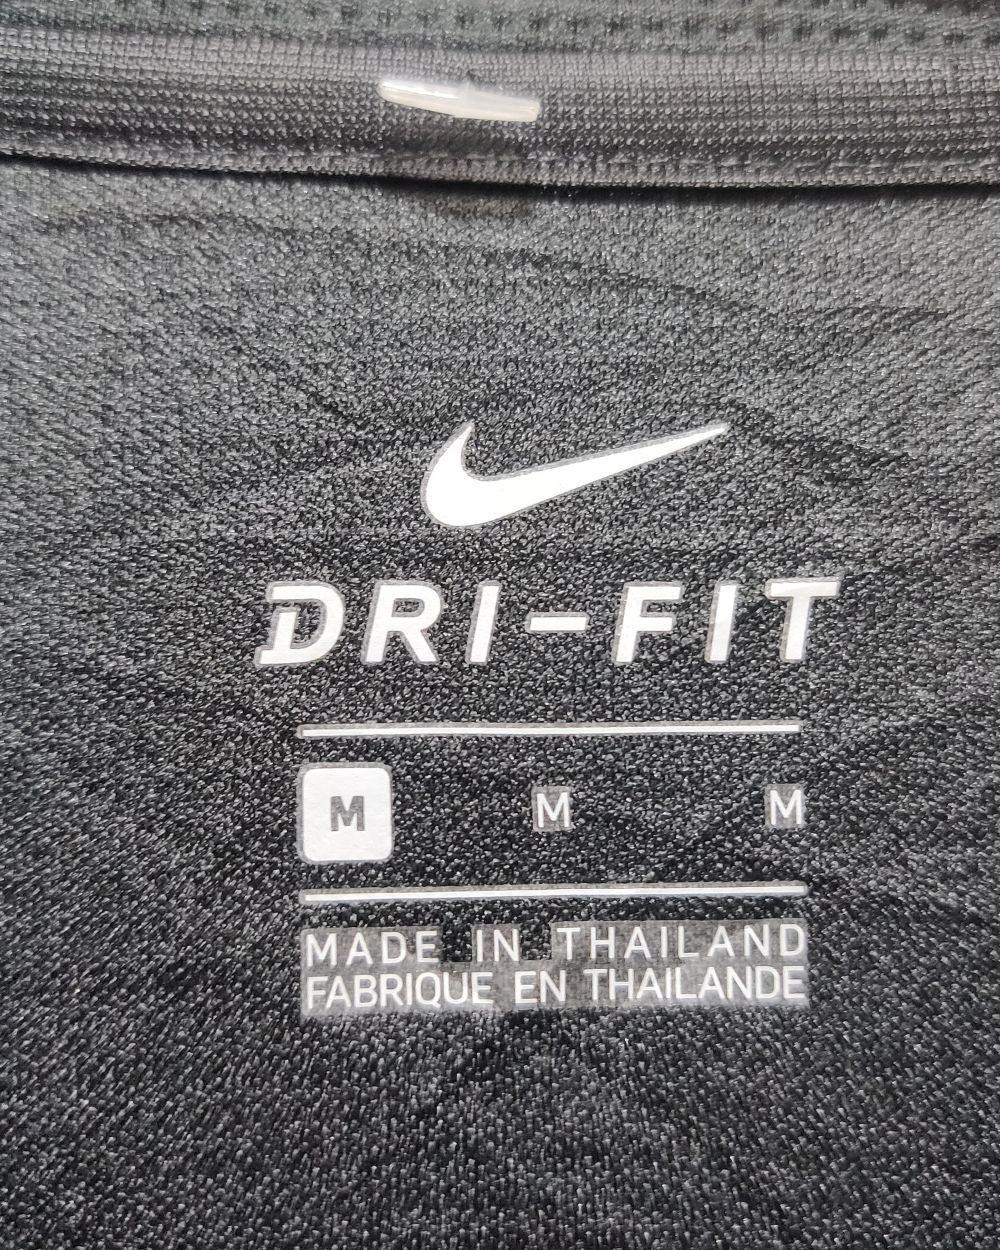 DRI-FIT
M M M
MADE IN THAILAND
FABRIQUE EN THAILANDE